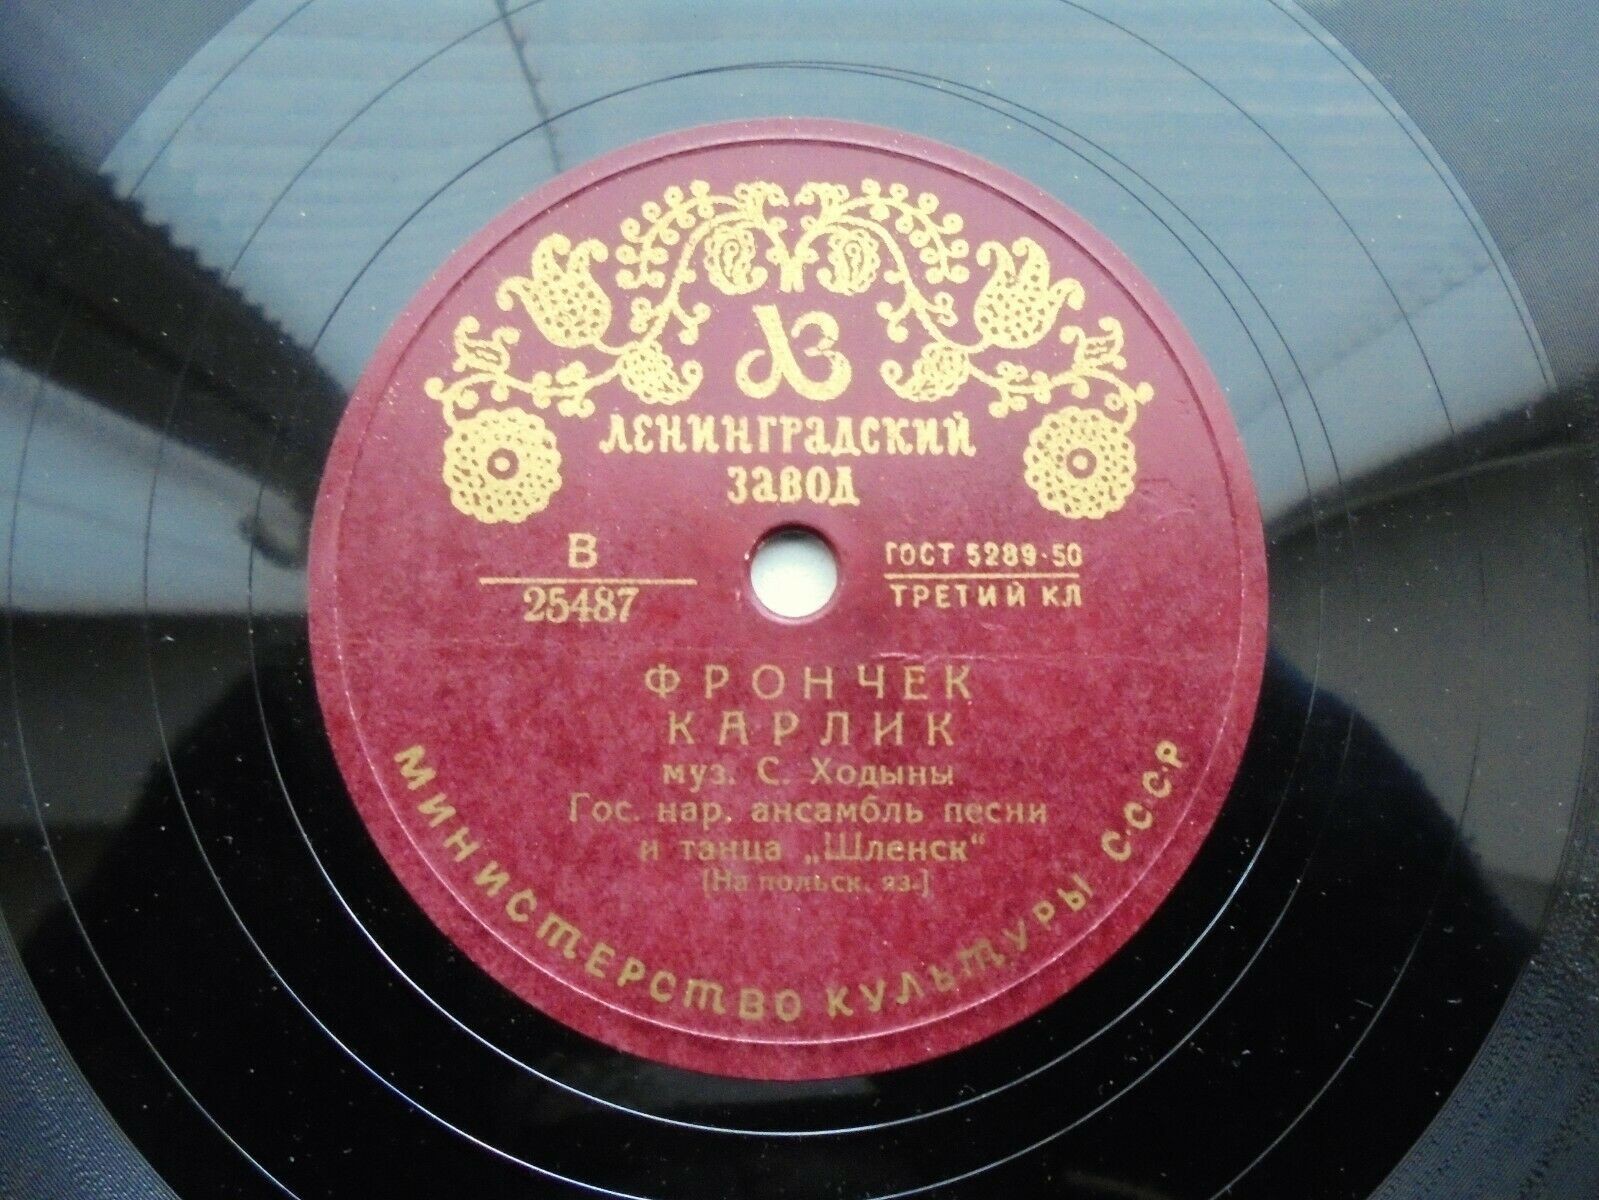 ЛЗ
ЛЕНИНГРАДСКИЙ
ЗАВОД
В
25487
ГОСТ 5289-50
ТРЕТИЙ КЛ
ФРОНЧЕК
КАРЛИК
муз. С. Ходыны
Гос. нар. ансамбль песни
и танца „Шленск“
[На польск. яз.]
МИНИСТЕРСТВО КУЛЬТУРЫ СССР